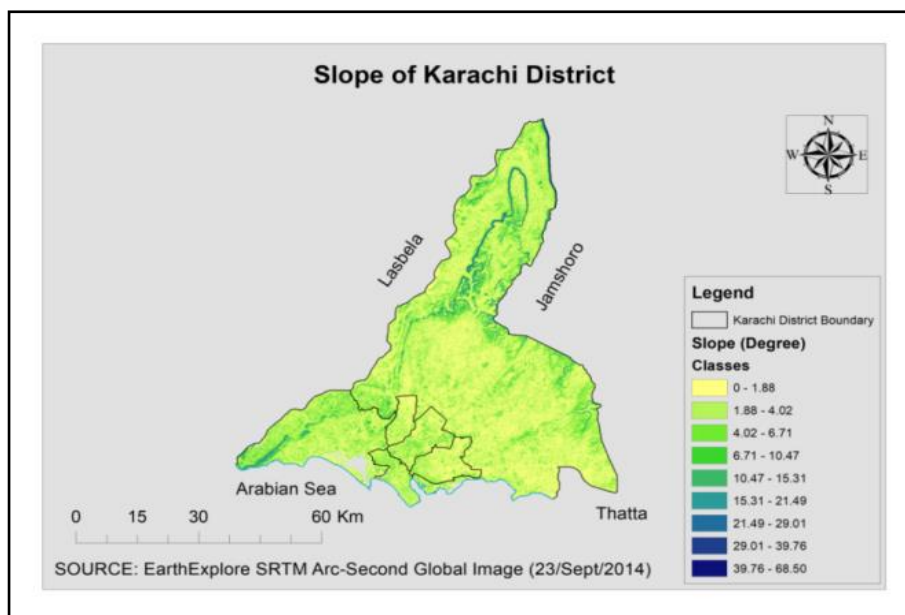 Slope of Karachi District
N
W E
S
Lasbela
Jamshoro
Legend
Karachi District Boundary
Slope (Degree)
Classes
0 - 1.88
1.88 - 4.02
4.02 - 6.71
6.71 - 10.47
10.47 - 15.31
15.31 - 21.49
21.49 - 29.01
29.01 - 39.76
39.76 - 68.50
Arabian Sea
Thatta
0 15 30 60 Km
SOURCE: EarthExplore SRTM Arc-Second Global Image (23/Sept/2014)